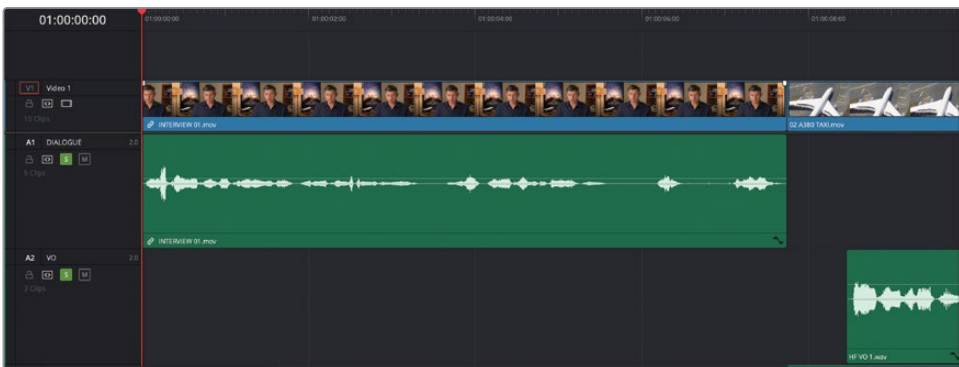 01:00:00:00
01:00:00:00 01:00:02:00 01:00:04:00 01:00:06:00 01:00:08:00
V1 Video 1
10 Clips
INTERVIEW 01.mov 02 A380 TAXI.mov
A1 DIALOGUE 2.0
S M
5 Clips
INTERVIEW 01.mov
A2 VO 2.0
S M
3 Clips
HF VO 1.wav